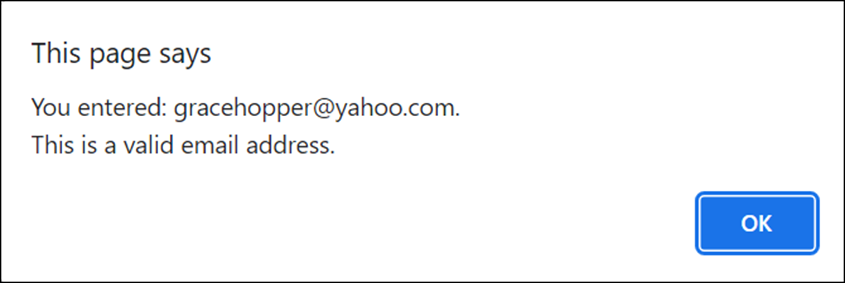 This page says
You entered: gracehopper@yahoo.com.
This is a valid email address.
OK